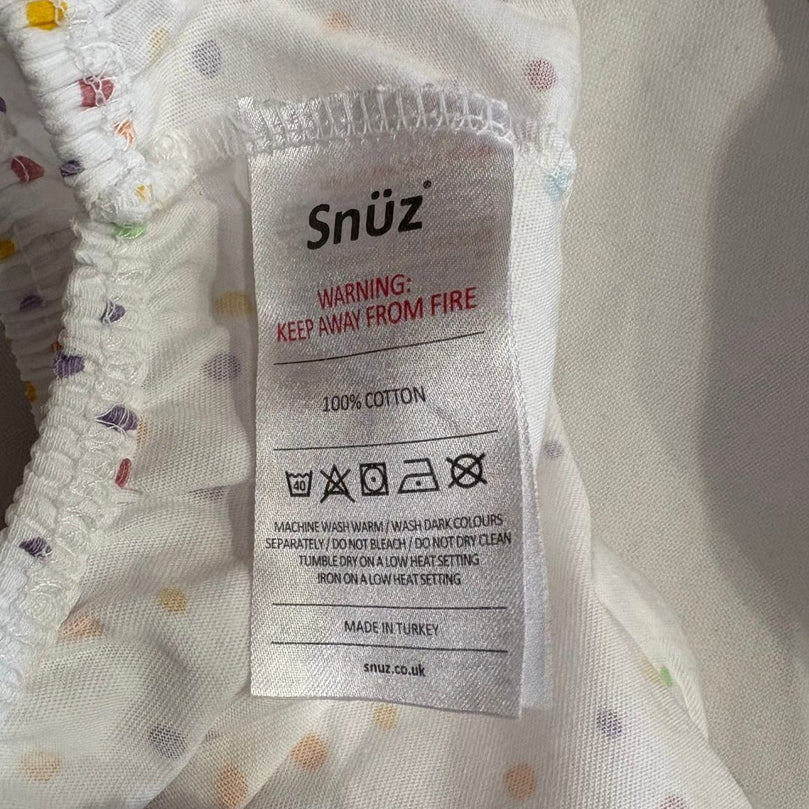 Snüz®
WARNING:
KEEP AWAY FROM FIRE
100% COTTON
40
MACHINE WASH WARM / WASH DARK COLOURS
SEPARATELY / DO NOT BLEACH / DO NOT DRY CLEAN
TUMBLE DRY ON A LOW HEAT SETTING
IRON ON A LOW HEAT SETTING
MADE IN TURKEY
snuz.co.uk